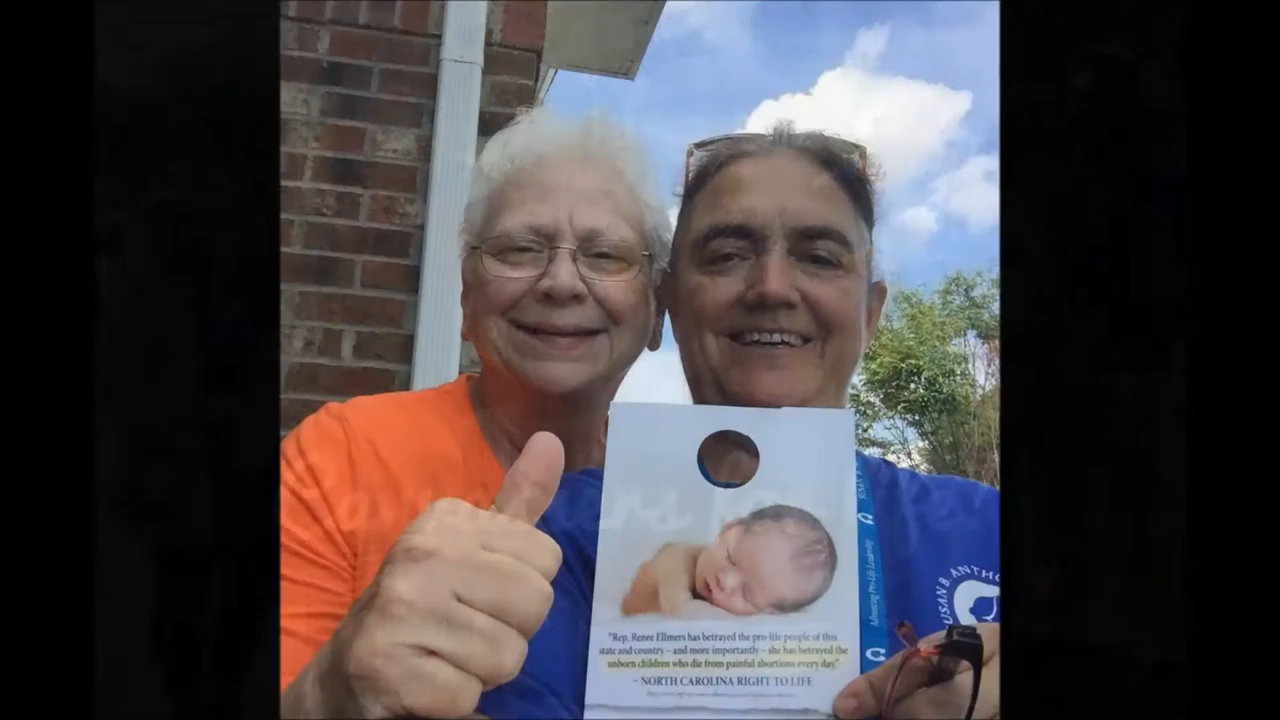 SUSAN B
Advancing Pro-Life Leadership
SUSAN B. ANTHO
"Rep. Renee Ellmers has betrayed the pro-life people of this
state and country – and more importantly – she has betrayed the
unborn children who die from painful abortions every day."
~ NORTH CAROLINA RIGHT TO LIFE